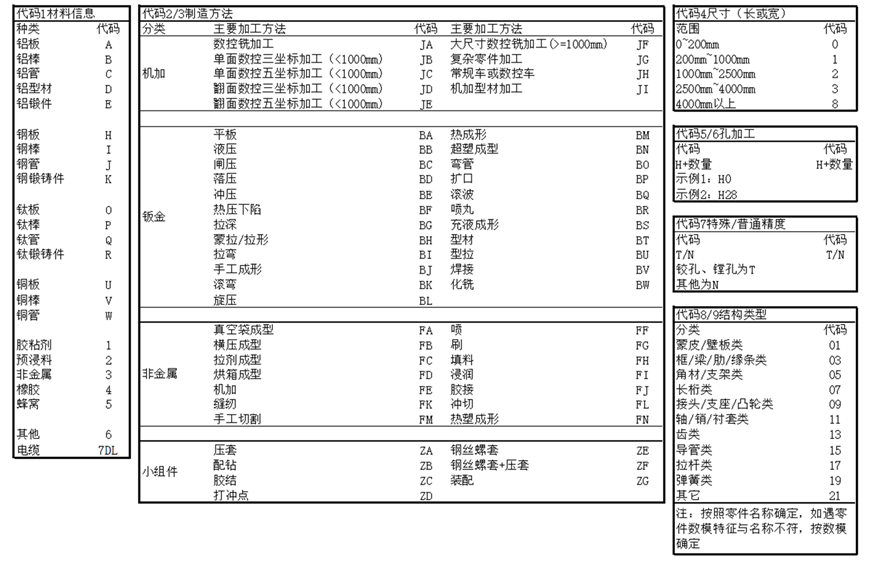 代码1材料信息
种类 代码
铝板 A
铝棒 B
铝管 C
铝型材 D
铝锻件 E
钢板 H
钢棒 I
钢管 J
钢锻铸件 K
钛板 O
钛棒 P
钛管 Q
钛锻铸件 R
铜板 U
铜棒 V
铜管 W
胶粘剂 1
预浸料 2
非金属 3
橡胶 4
蜂窝 5
其他 6
电缆 7DL
代码2/3制造方法
分类 主要加工方法 代码 主要加工方法 代码
机加
数控铣加工 JA 大尺寸数控铣加工(>=1000mm) JF
单面数控三坐标加工（<1000mm) JB 复杂零件加工 JG
单面数控五坐标加工（<1000mm) JC 常规车或数控车 JH
翻面数控三坐标加工（<1000mm) JD 机加型材加工 JI
翻面数控五坐标加工（<1000mm) JE
钣金
平板 BA 热成形 BM
液压 BB 超塑成型 BN
闸压 BC 弯管 BO
落压 BD 扩口 BP
冲压 BE 滚波 BQ
热压下陷 BF 喷丸 BR
拉深 BG 充液成形 BS
蒙拉/拉形 BH 型材 BT
拉弯 BI 型拉 BU
手工成形 BJ 焊接 BV
滚弯 BK 化铣 BW
旋压 BL
非金属
真空袋成型 FA 喷 FF
横压成型 FB 刷 FG
拉剂成型 FC 填料 FH
烘箱成型 FD 浸润 FI
机加 FE 胶接 FJ
缝纫 FK 冲切 FL
手工切割 FM 热塑成形 FN
小组件
压套 ZA 钢丝螺套 ZE
配钻 ZB 钢丝螺套+压套 ZF
胶结 ZC 装配 ZG
打冲点 ZD
代码4尺寸（长或宽）
范围 代码
0~200mm 0
200mm~1000mm 1
1000mm~2500mm 2
2500mm~4000mm 3
4000mm以上 8
代码5/6孔加工
代码 代码
H+数量 H+数量
示例1: H0
示例2: H28
代码7特殊/普通精度
代码 代码
T/N T/N
铰孔、镗孔为T
其他为N
代码8/9结构类型
分类 代码
蒙皮/壁板类 01
框/梁/肋/缘条类 03
角材/支架类 05
长桁类 07
接头/支座/凸轮类 09
轴/销/衬套类 11
齿类 13
导管类 15
拉杆类 17
弹簧类 19
其它 21
注: 按照零件名称确定, 如遇零
件数模特征与名称不符, 按数模
确定